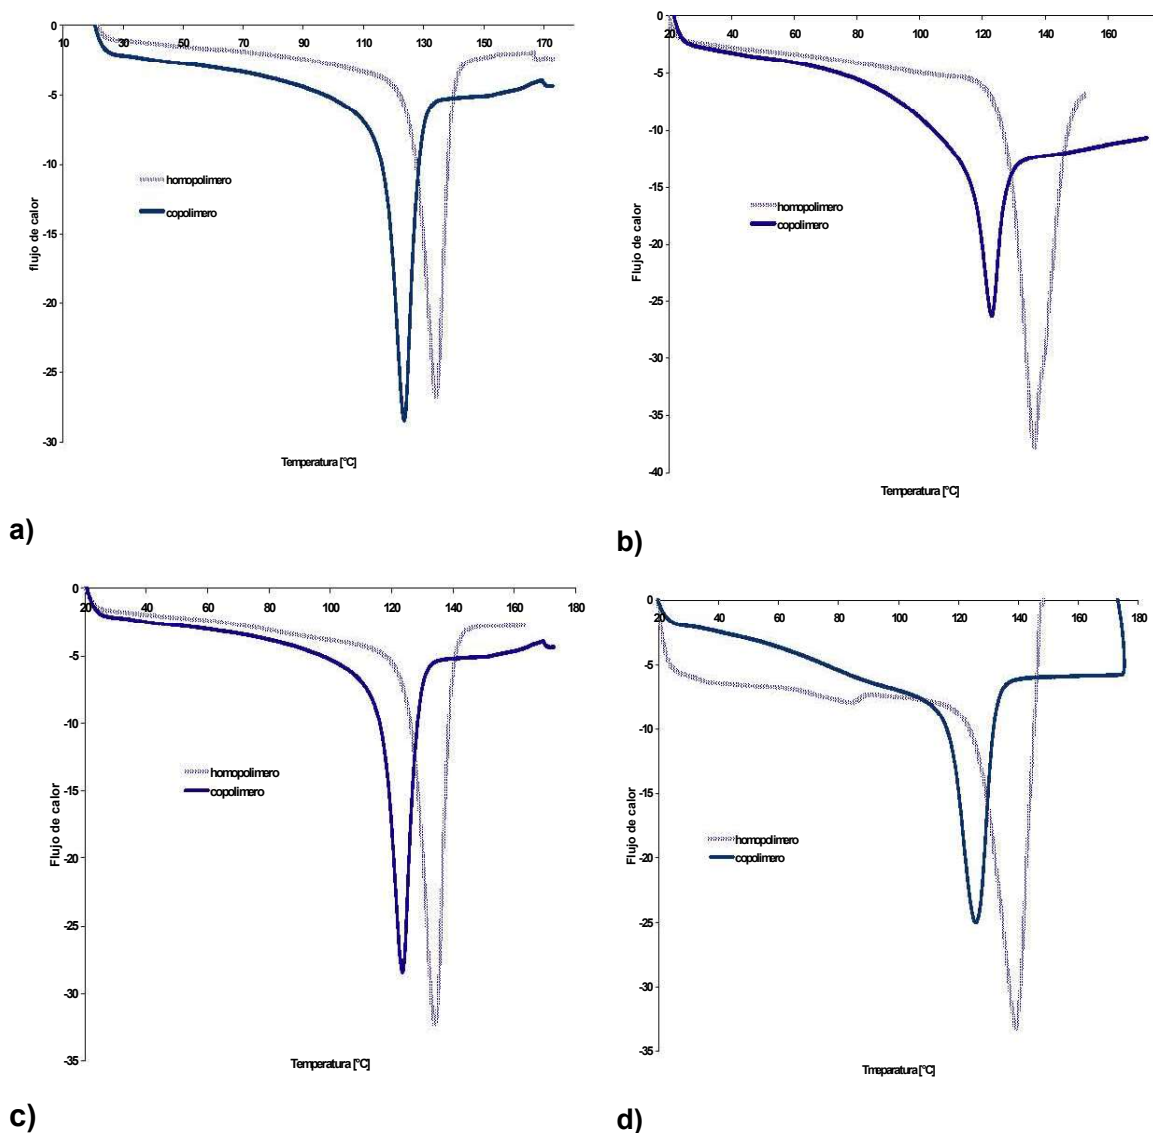 0
10 30 50 70 90 110 130 150 170
-5
-10
-15
-20
-25
-30
flujo de calor
homopolimero
copolimero
Temperatura [°C]
a)
0
20 40 60 80 100 120 140 160
-5
-10
-15
-20
-25
-30
-35
-40
Flujo de calor
homopolimero
copolimero
Temperatura [°C]
b)
0
20 40 60 80 100 120 140 160 180
-5
-10
-15
-20
-25
-30
-35
Flujo de calor
homopolimero
copolimero
Temperatura [°C]
c)
0
20 40 60 80 100 120 140 160 180
-5
-10
-15
-20
-25
-30
-35
Flujo de calor
homopolimero
copolimero
Tmeparatura [°C]
d)